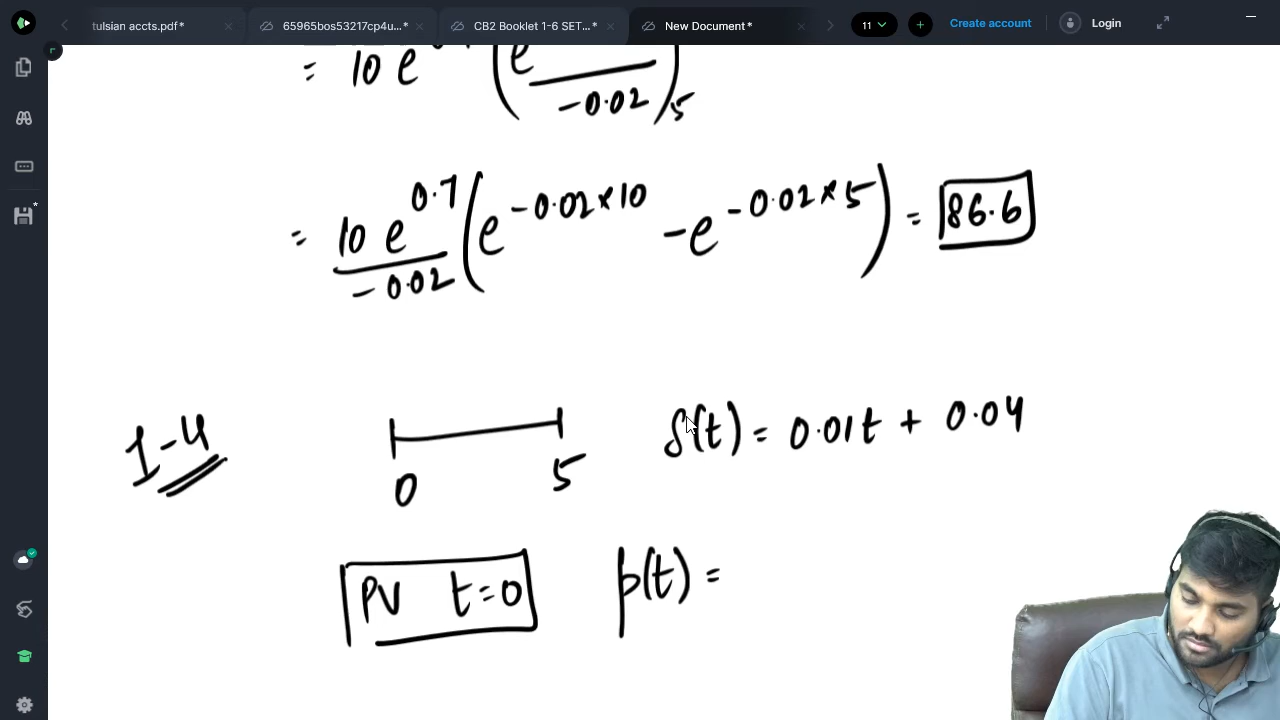 tulsian accts.pdf* 65965bos53217cp4u...* CB2 Booklet 1-6 SET...* New Document* 11 Create account Login
= 10 e (e
-0.02)5
= 10 e^0.7 / -0.02 (e^-0.02×10 - e^-0.02×5) = 86.6
1-4 0 5 δ(t) = 0.01t + 0.04
PV t=0 p(t) =